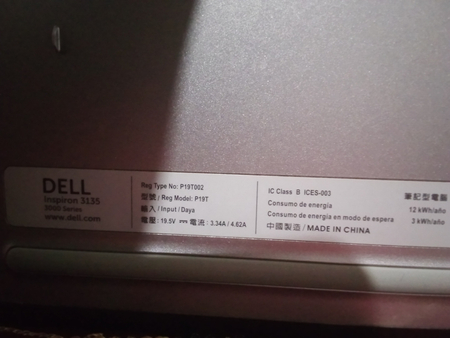 DELL
Inspiron 3135
3000 Series
www.dell.com
Reg Type No: P19T002
型號 / Reg Model: P19T
輸入 / Input / Daya
電壓: 19.5V ⎓ 電流: 3.34A / 4.62A
IC Class B ICES-003
Consumo de energía
Consumo de energía en modo de espera
中國製造 / MADE IN CHINA
筆記型電腦
12 kWh/año
3 kWh/año